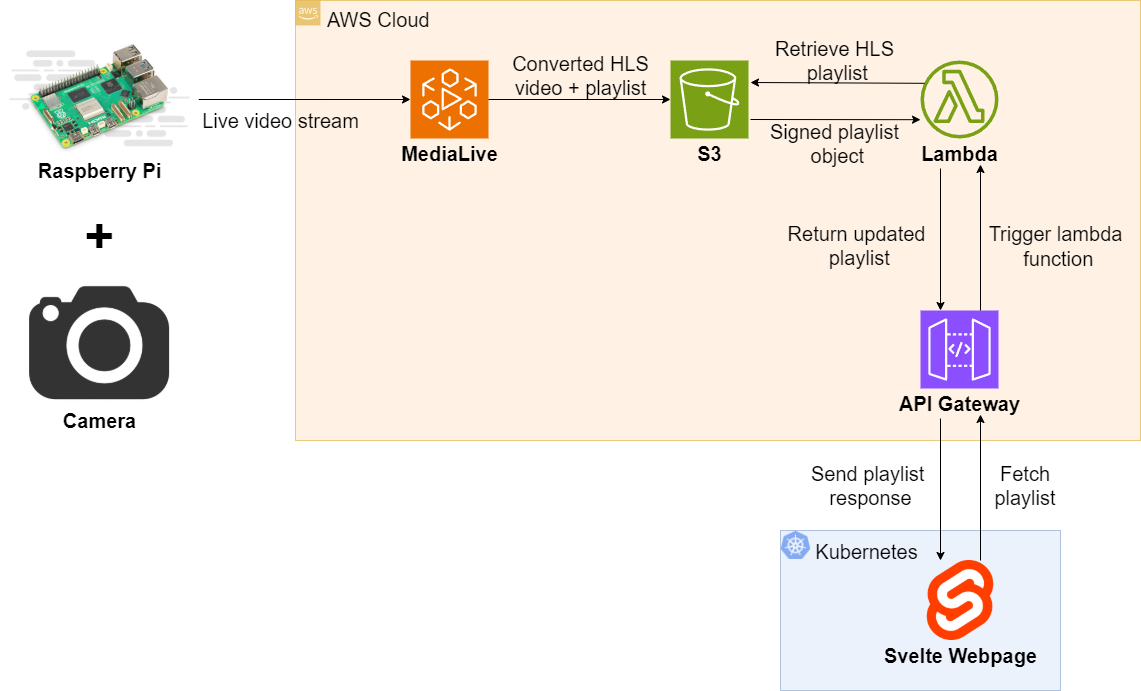 aws
AWS Cloud
Raspberry Pi
+
Camera
Live video stream
MediaLive
Converted HLS
video + playlist
S3
Retrieve HLS
playlist
Signed playlist
object
Lambda
Return updated
playlist
Trigger lambda
function
</>
API Gateway
Send playlist
response
Fetch
playlist
Kubernetes
Svelte Webpage